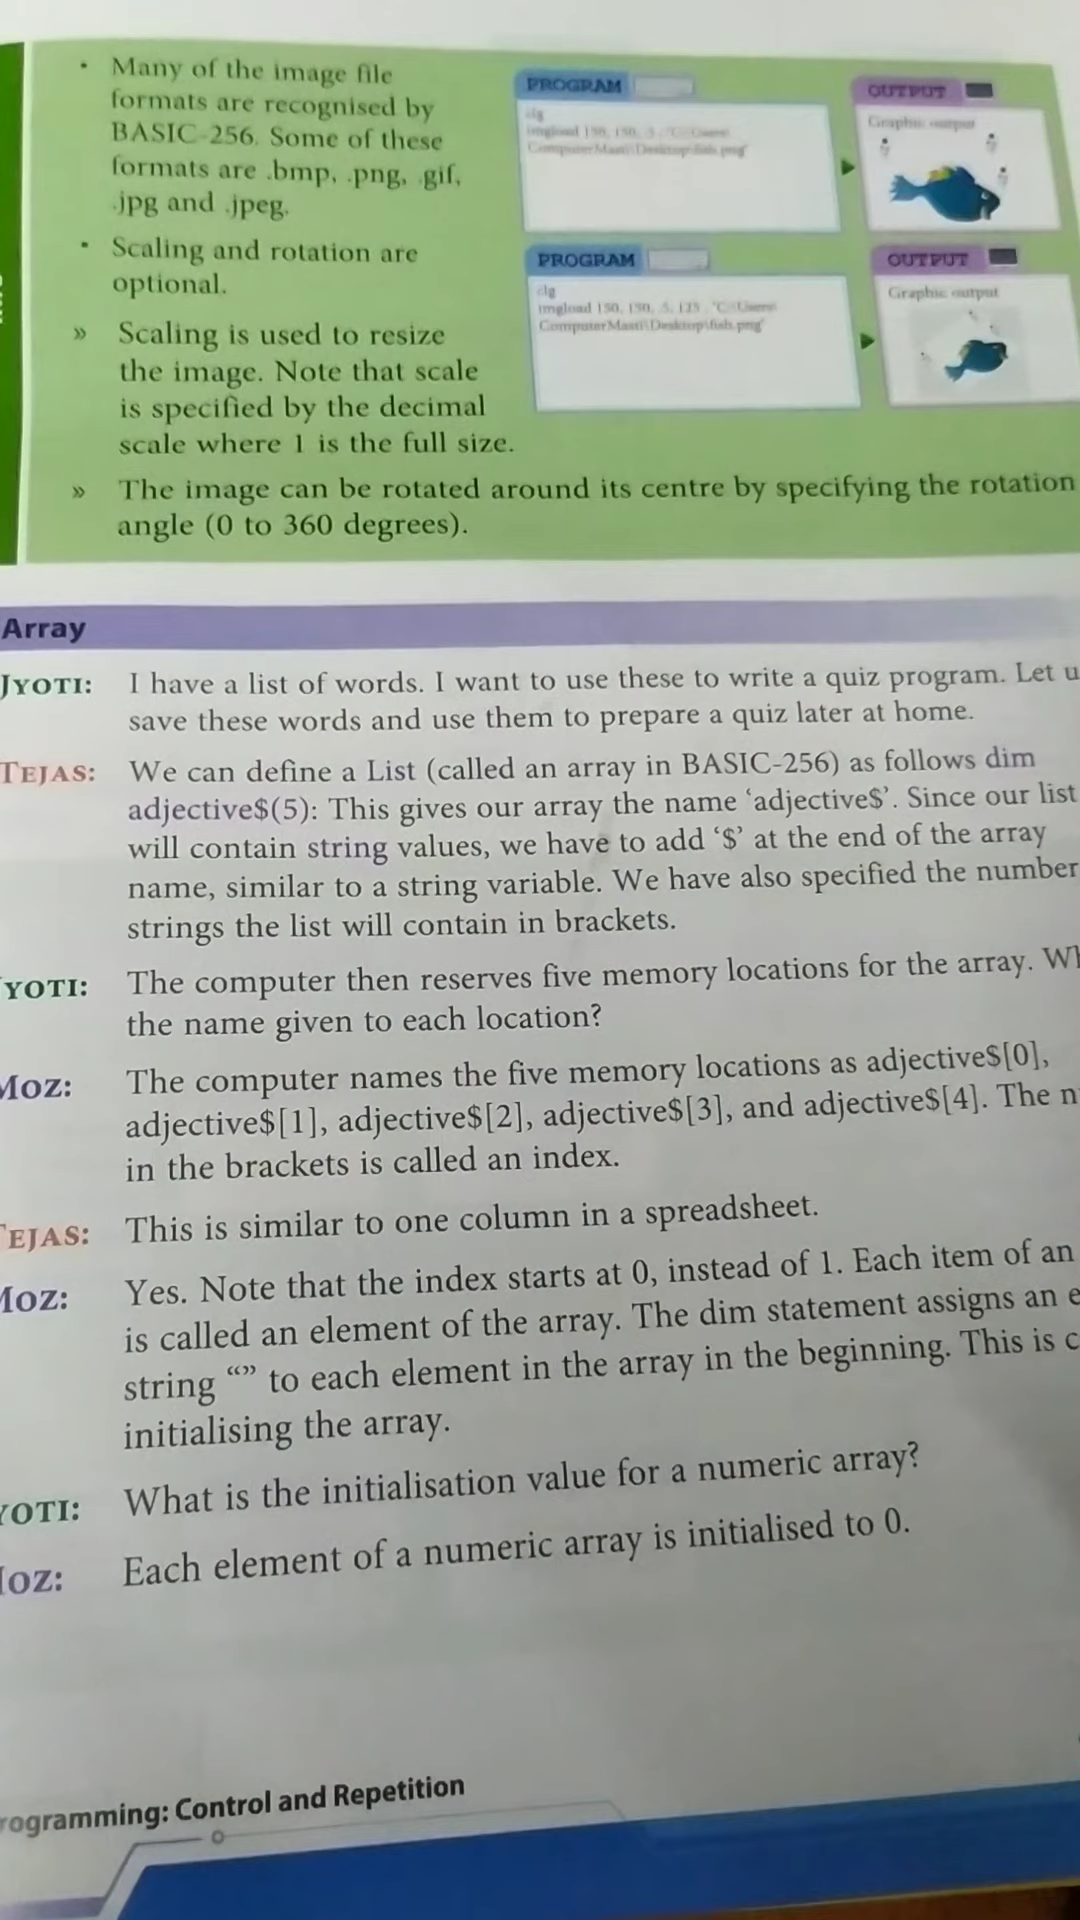 • Many of the image file
formats are recognised by
BASIC-256. Some of these
formats are .bmp, .png, .gif,
.jpg and .jpeg.
• Scaling and rotation are
optional.
» Scaling is used to resize
the image. Note that scale
is specified by the decimal
scale where 1 is the full size.
» The image can be rotated around its centre by specifying the rotation
angle (0 to 360 degrees).
PROGRAM
clg
imgload 150, 150, .5, "C:\Users\
ComputerMasti\Desktop\fish.png"
OUTPUT
Graphic output
PROGRAM
clg
imgload 150, 150, .5, 125, "C:\Users\
ComputerMasti\Desktop\fish.png"
OUTPUT
Graphic output
Array
JYOTI: I have a list of words. I want to use these to write a quiz program. Let u
save these words and use them to prepare a quiz later at home.
TEJAS: We can define a List (called an array in BASIC-256) as follows dim
adjective$(5): This gives our array the name ‘adjective$’. Since our list
will contain string values, we have to add ‘$’ at the end of the array
name, similar to a string variable. We have also specified the number
strings the list will contain in brackets.
YOTI: The computer then reserves five memory locations for the array. Wh
the name given to each location?
Moz: The computer names the five memory locations as adjective$[0],
adjective$[1], adjective$[2], adjective$[3], and adjective$[4]. The n
in the brackets is called an index.
TEJAS: This is similar to one column in a spreadsheet.
Moz: Yes. Note that the index starts at 0, instead of 1. Each item of an
is called an element of the array. The dim statement assigns an e
string “” to each element in the array in the beginning. This is c
initialising the array.
YOTI: What is the initialisation value for a numeric array?
Moz: Each element of a numeric array is initialised to 0.
rogramming: Control and Repetition